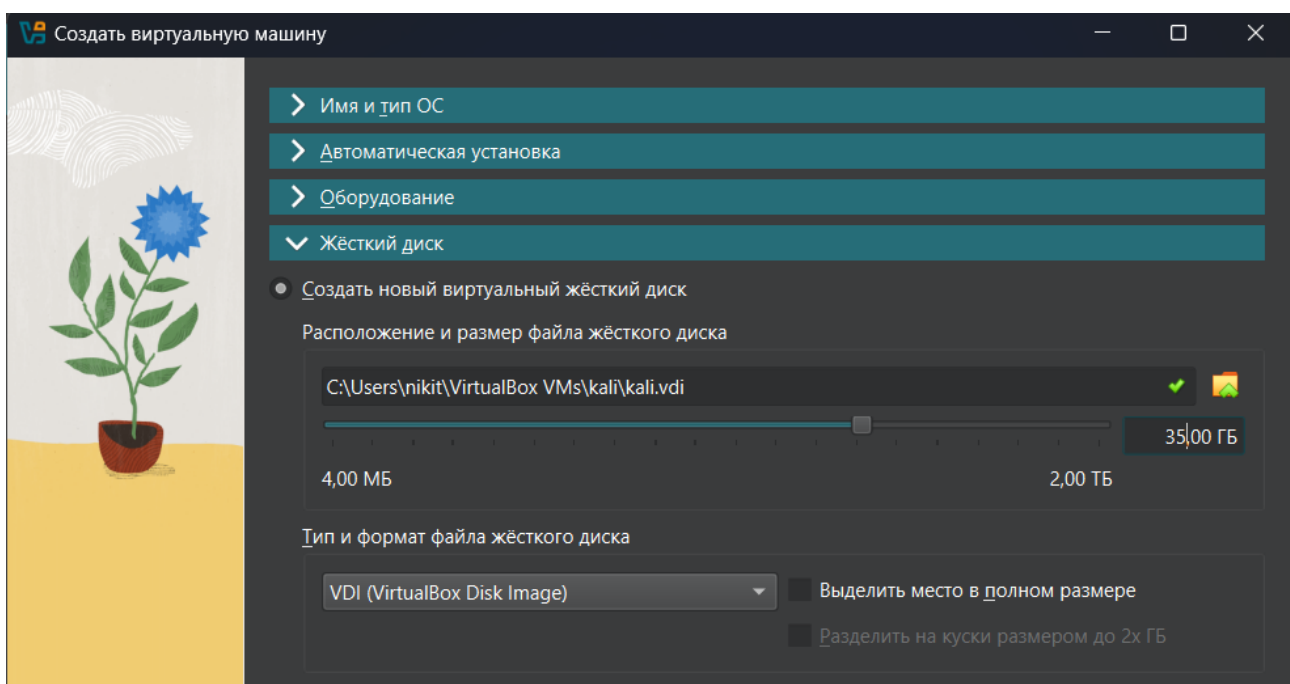 Создать виртуальную машину
Имя и тип ОС
Автоматическая установка
Оборудование
Жёсткий диск
Создать новый виртуальный жёсткий диск
Расположение и размер файла жёсткого диска
C:\Users\nikit\VirtualBox VMs\kali\kali.vdi
35,00 ГБ
4,00 МБ 2,00 ТБ
Тип и формат файла жёсткого диска
VDI (VirtualBox Disk Image) Выделить место в полном размере
Разделить на куски размером до 2х ГБ